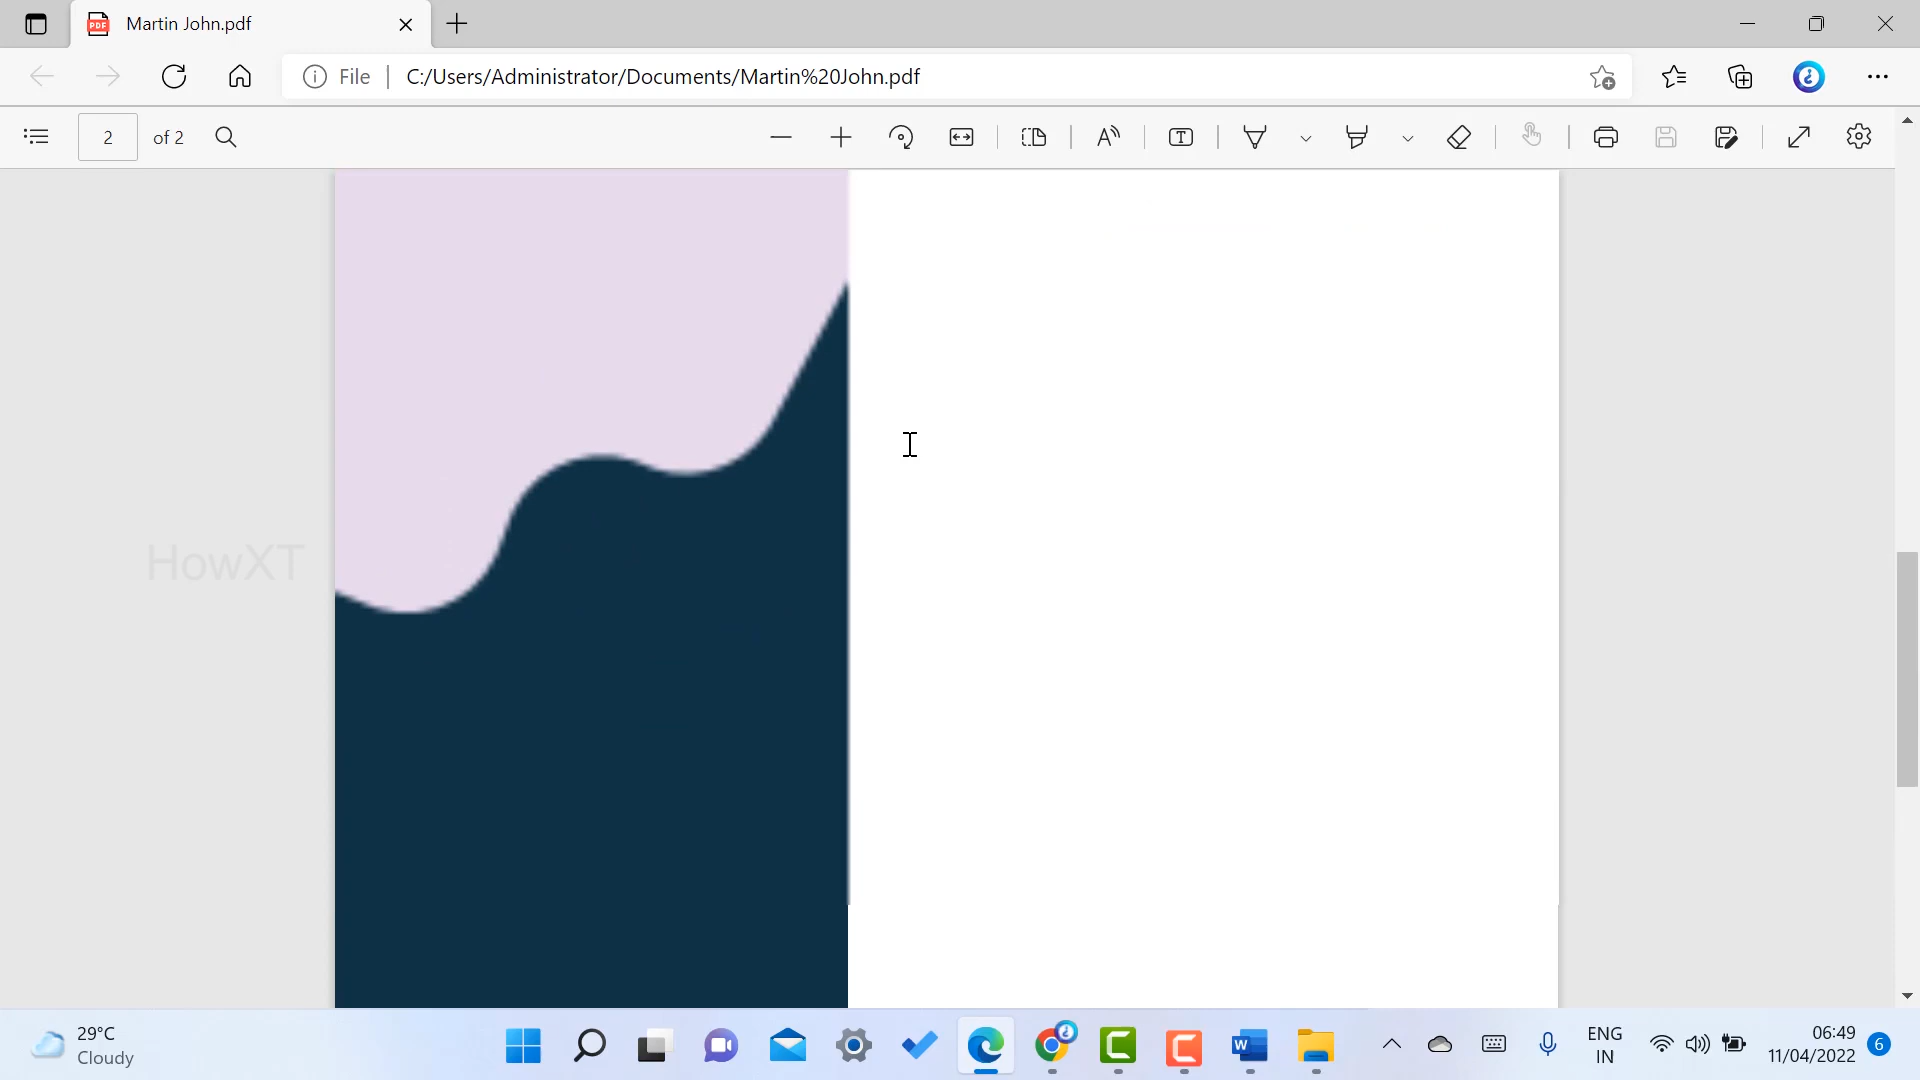 Martin John.pdf
File
C:/Users/Administrator/Documents/Martin%20John.pdf
2 of 2
HowXT
29°C
Cloudy
ENG
IN
06:49
11/04/2022
6